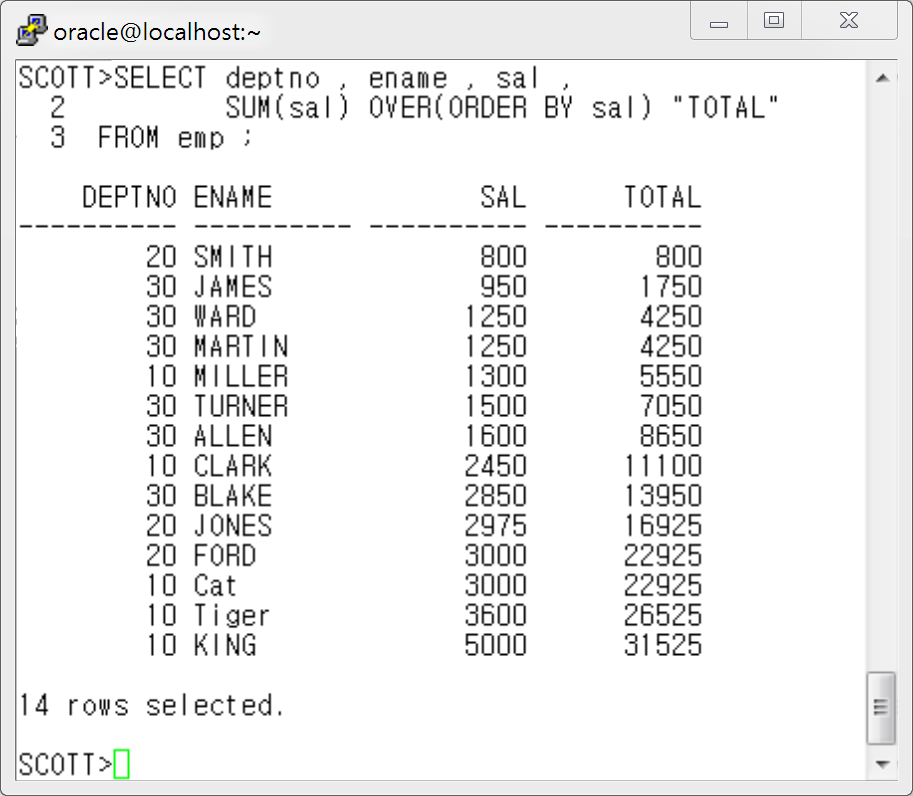 oracle@localhost:~
SCOTT>SELECT deptno , ename , sal ,
  2          SUM(sal) OVER(ORDER BY sal) "TOTAL"
  3  FROM emp ;
    DEPTNO ENAME             SAL      TOTAL
---------- ---------- ---------- ----------
        20 SMITH             800        800
        30 JAMES             950       1750
        30 WARD             1250       4250
        30 MARTIN           1250       4250
        10 MILLER           1300       5550
        30 TURNER           1500       7050
        30 ALLEN            1600       8650
        10 CLARK            2450      11100
        30 BLAKE            2850      13950
        20 JONES            2975      16925
        20 FORD             3000      22925
        10 Cat              3000      22925
        10 Tiger            3600      26525
        10 KING             5000      31525
14 rows selected.
SCOTT>